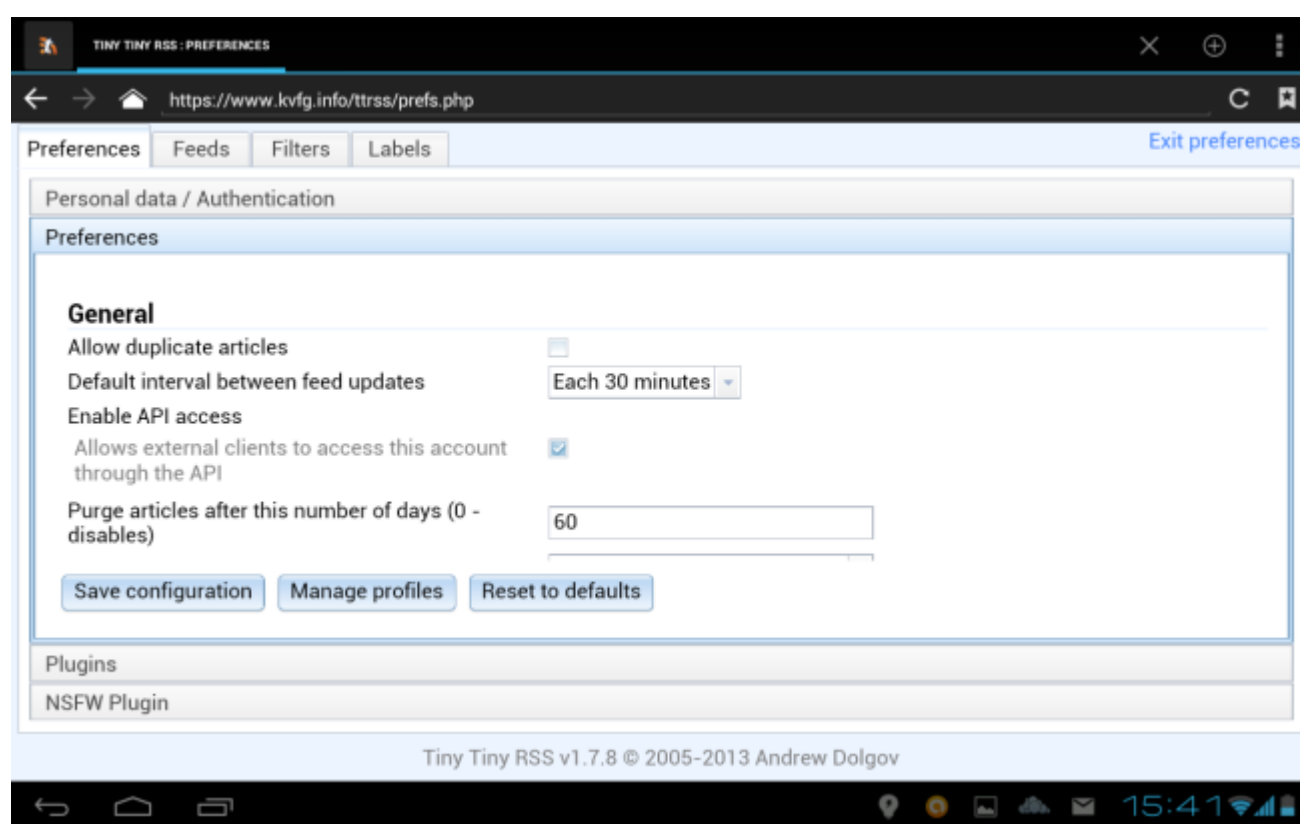 TINY TINY RSS : PREFERENCES
https://www.kvfg.info/ttrss/prefs.php
Preferences Feeds Filters Labels Exit preferences
Personal data / Authentication
Preferences
General
Allow duplicate articles
Default interval between feed updates Each 30 minutes
Enable API access
Allows external clients to access this account
through the API
Purge articles after this number of days (0 -
disables) 60
Save configuration Manage profiles Reset to defaults
Plugins
NSFW Plugin
Tiny Tiny RSS v1.7.8 © 2005-2013 Andrew Dolgov
15:41